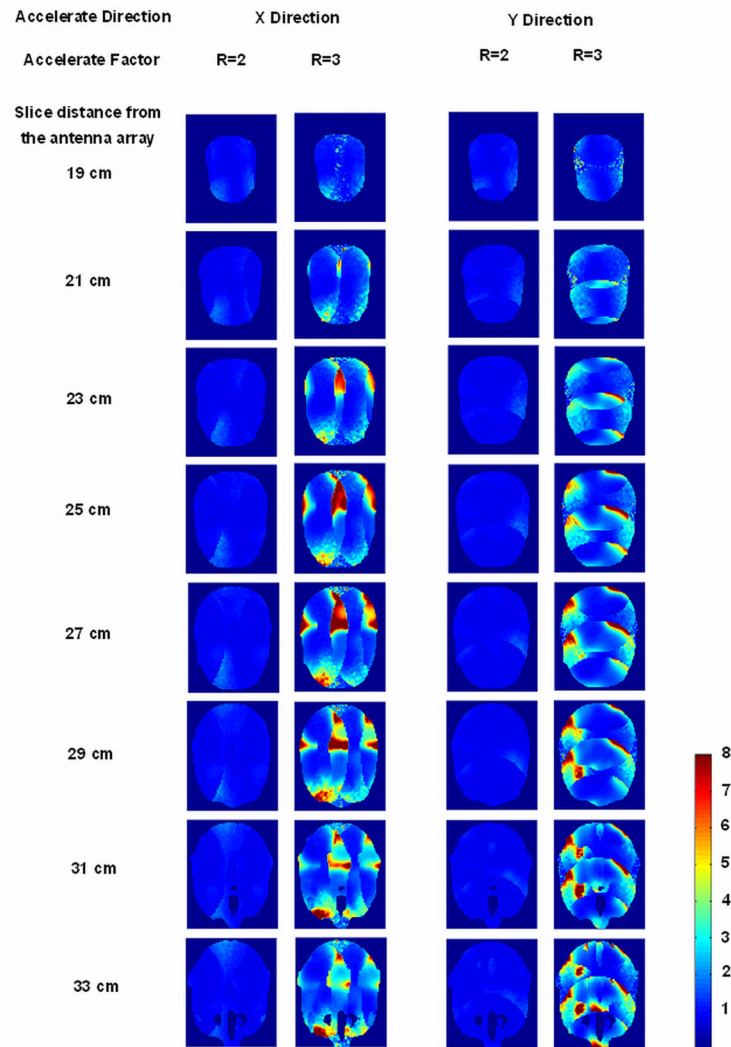 Accelerate Direction X Direction Y Direction
Accelerate Factor R=2 R=3 R=2 R=3
Slice distance from
the antenna array
19 cm
21 cm
23 cm
25 cm
27 cm
29 cm
31 cm
33 cm
8
7
6
5
4
3
2
1